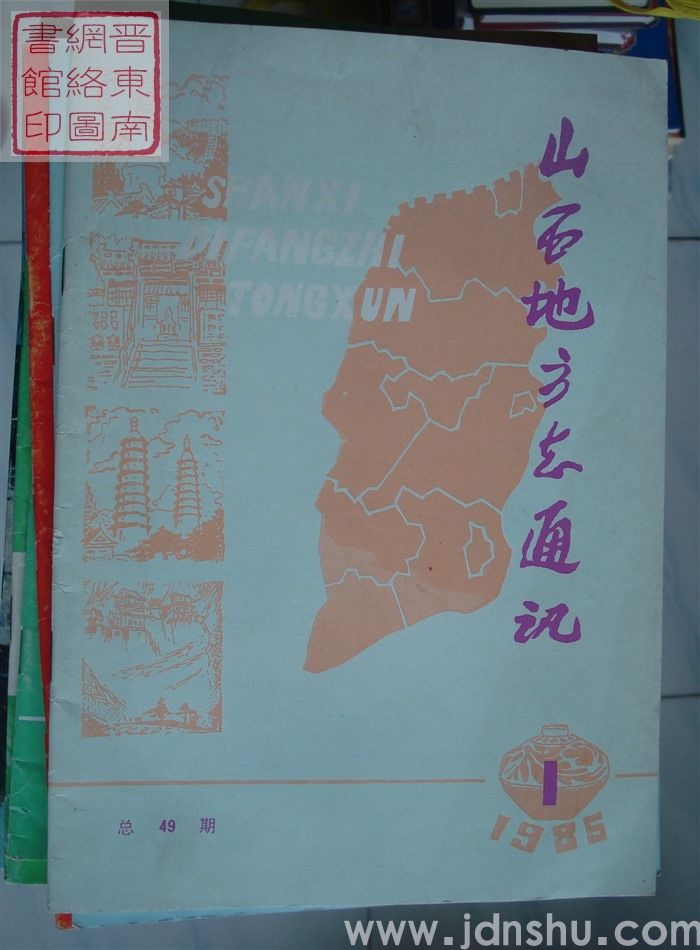 晋東南
網絡圖
書館印
SHANXI
DIFANGZHI
TONGXUN
山西地方志通讯
1
1985
总 49 期
www.jdnshu.com